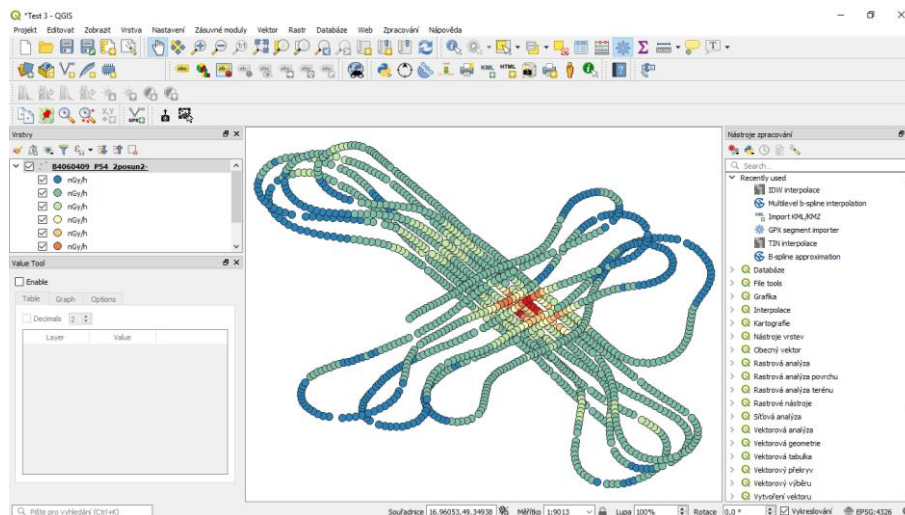 *Test 3 - QGIS
Projekt Editovat Zobrazit Vrstva Nastavení Zásuvné moduly Vektor Rastr Databáze Web Zpracování Nápověda
Vrstvy
B4060409_P54_2posun2-
nGy/h
nGy/h
nGy/h
nGy/h
nGy/h
nGy/h
Value Tool
Enable
Table Graph Options
Decimals 2
Layer Value
Nástroje zpracování
Search...
Recently used
IDW interpolace
Multilevel b-spline interpolation
Import KML/KMZ
GPX segment importer
TIN interpolace
B-spline approximation
Databáze
File tools
Grafika
Interpolace
Kartografie
Nástroje vrstev
Obecný vektor
Rastrová analýza
Rastrová analýza povrchu
Rastrová analýza terénu
Rastrové nástroje
Síťová analýza
Vektorová analýza
Vektorová geometrie
Vektorová tabulka
Vektorový překryv
Vektorový výběru
Vytvoření vektoru
Pište pro vyhledání (Ctrl+K)
Souřadnice 16.96053,49.34938 Měřítko 1:9013 Lupa 100% Rotace 0,0 ° Vykreslování EPSG:4326